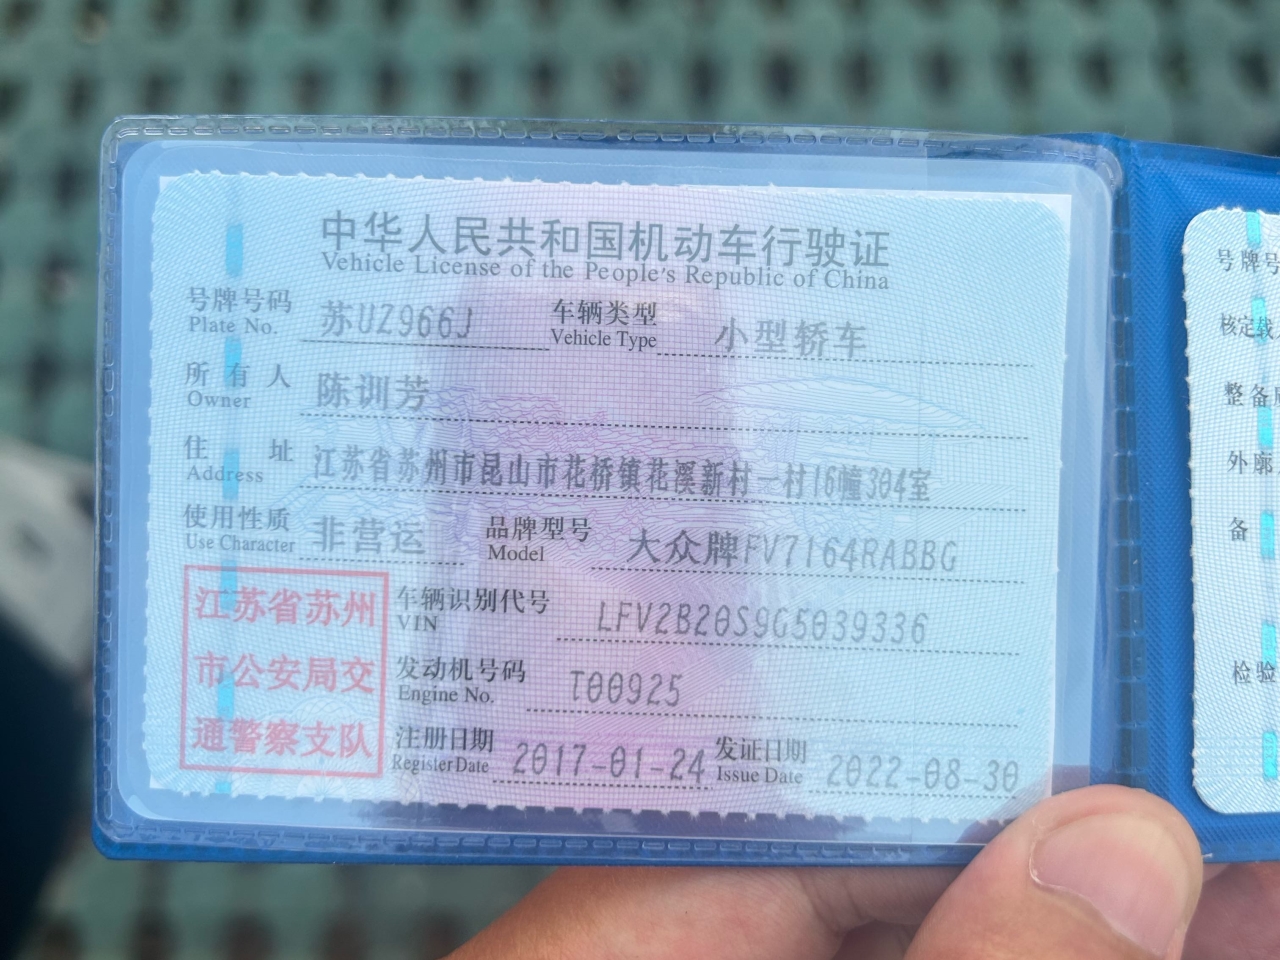 中华人民共和国机动车行驶证
Vehicle License of the People's Republic of China
号牌号码 苏UZ966J 车辆类型 小型轿车
Plate No. Vehicle Type
所有人 陈训芳
Owner
住址 江苏省苏州市昆山市花桥镇花溪新村一村16幢304室
Address
使用性质 非营运 品牌型号 大众牌FV7164RABBG
Use Character Model
江苏省苏州
市公安局交
通警察支队
车辆识别代号 LFV2B20S9G5039336
VIN
发动机号码 T00925
Engine No.
注册日期 2017-01-24 发证日期 2022-08-30
Register Date Issue Date
号牌号
核定载
整备
外廓
备
检验